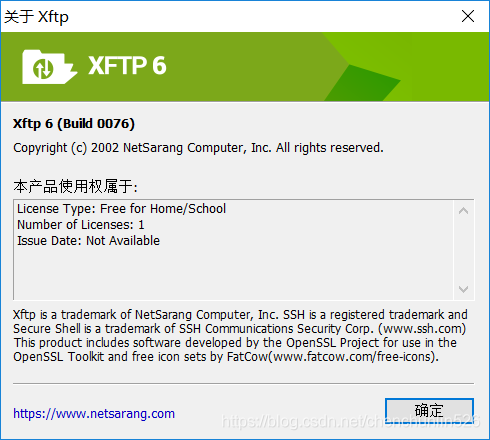 关于 Xftp
XFTP 6
Xftp 6 (Build 0076)
Copyright (c) 2002 NetSarang Computer, Inc. All rights reserved.
本产品使用权属于:
License Type: Free for Home/School
Number of Licenses: 1
Issue Date: Not Available
Xftp is a trademark of NetSarang Computer, Inc. SSH is a registered trademark and
Secure Shell is a trademark of SSH Communications Security Corp. (www.ssh.com)
This product includes software developed by the OpenSSL Project for use in the
OpenSSL Toolkit and free icon sets by FatCow(www.fatcow.com/free-icons).
https://www.netsarang.com
确定